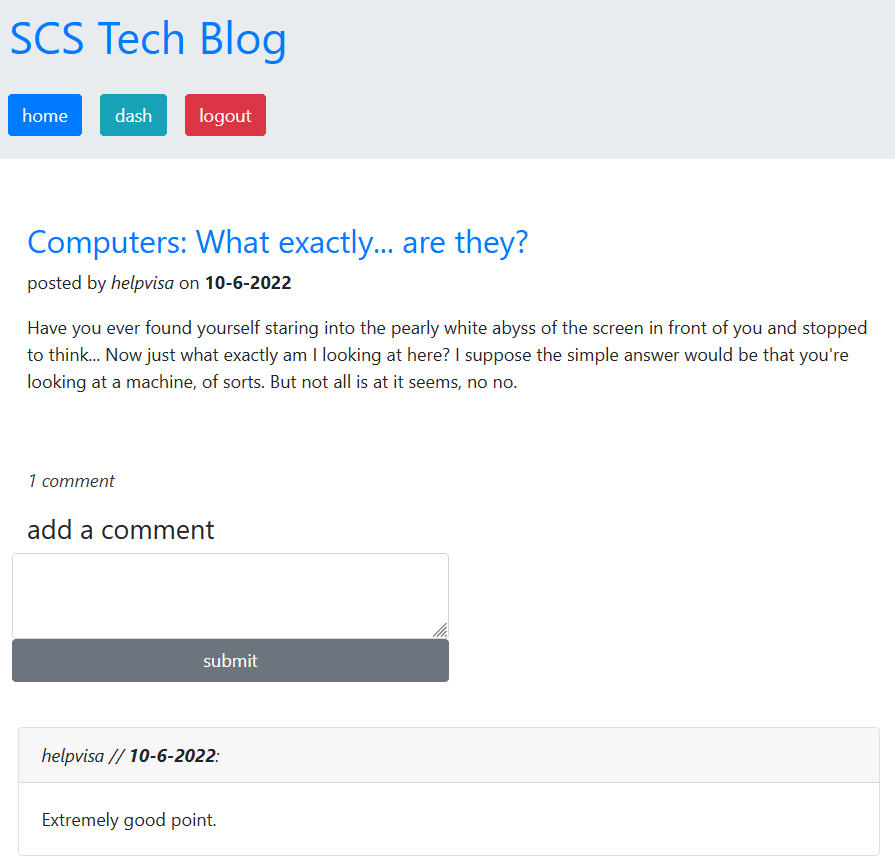 SCS Tech Blog
home dash logout
Computers: What exactly... are they?
posted by helpvisa on 10-6-2022
Have you ever found yourself staring into the pearly white abyss of the screen in front of you and stopped
to think... Now just what exactly am I looking at here? I suppose the simple answer would be that you're
looking at a machine, of sorts. But not all is at it seems, no no.
1 comment
add a comment
submit
helpvisa // 10-6-2022:
Extremely good point.